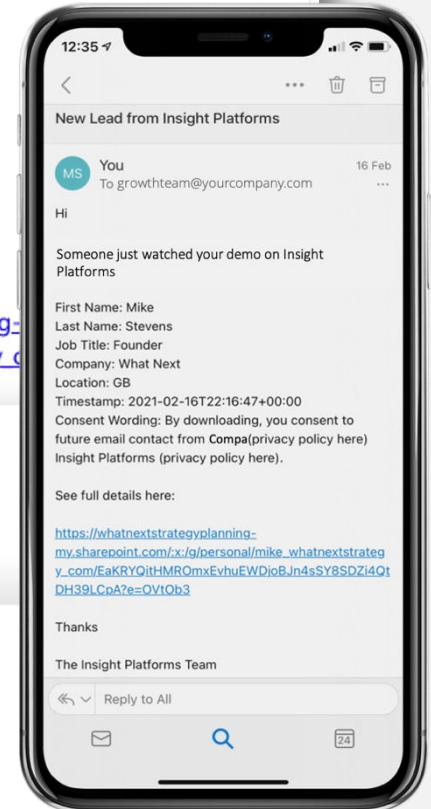 12:35
New Lead from Insight Platforms
MS
You
16 Feb
To growthteam@yourcompany.com
Hi
Someone just watched your demo on Insight
Platforms
First Name: Mike
Last Name: Stevens
Job Title: Founder
Company: What Next
Location: GB
Timestamp: 2021-02-16T22:16:47+00:00
Consent Wording: By downloading, you consent to
future email contact from Compa(privacy policy here)
Insight Platforms (privacy policy here).
See full details here:
https://whatnextstrategyplanning-
my.sharepoint.com/:x:/g/personal/mike_whatnextstrateg
y_com/EaKRYQitHMROmxEvhuEWDjoBJn4sSY8SDZi4Qt
DH39LCpA?e=OVtOb3
Thanks
The Insight Platforms Team
Reply to All
24